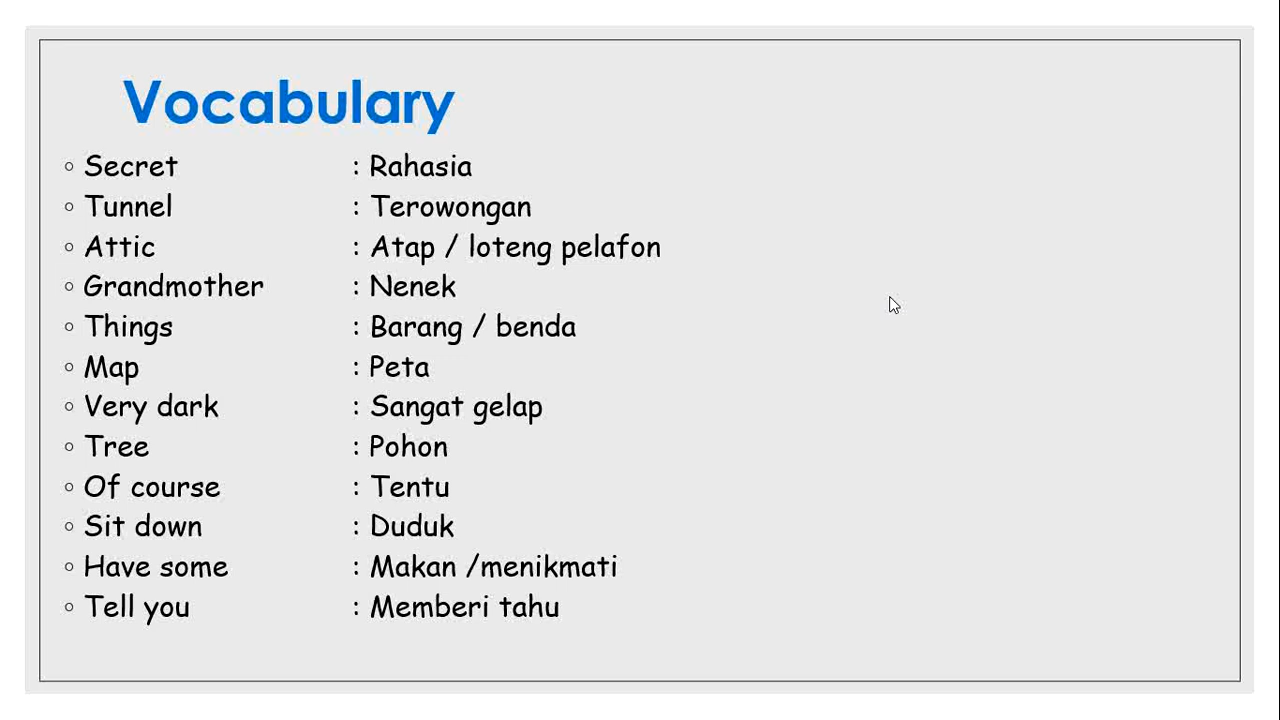 Vocabulary
◦ Secret : Rahasia
◦ Tunnel : Terowongan
◦ Attic : Atap / loteng pelafon
◦ Grandmother : Nenek
◦ Things : Barang / benda
◦ Map : Peta
◦ Very dark : Sangat gelap
◦ Tree : Pohon
◦ Of course : Tentu
◦ Sit down : Duduk
◦ Have some : Makan /menikmati
◦ Tell you : Memberi tahu